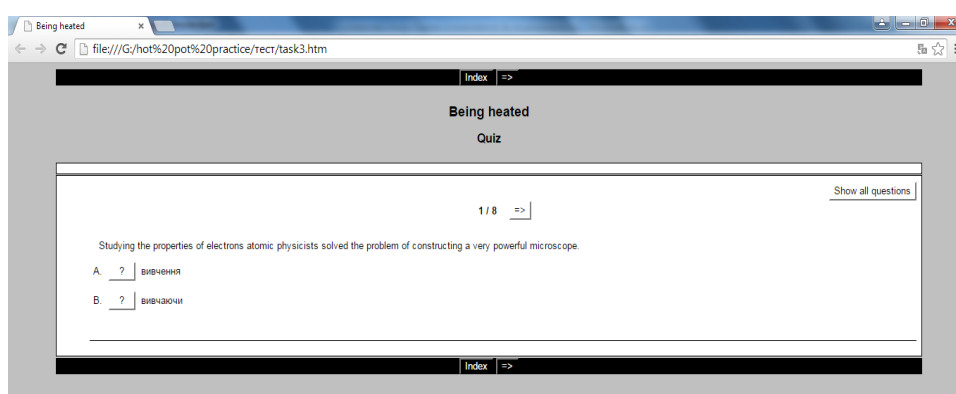 Being heated
file:///G:/hot%20pot%20practice/тест/task3.htm
Index =>
Being heated
Quiz
Show all questions
1 / 8 =>
Studying the properties of electrons atomic physicists solved the problem of constructing a very powerful microscope.
A. ? вивчення
B. ? вивчаючи
Index =>